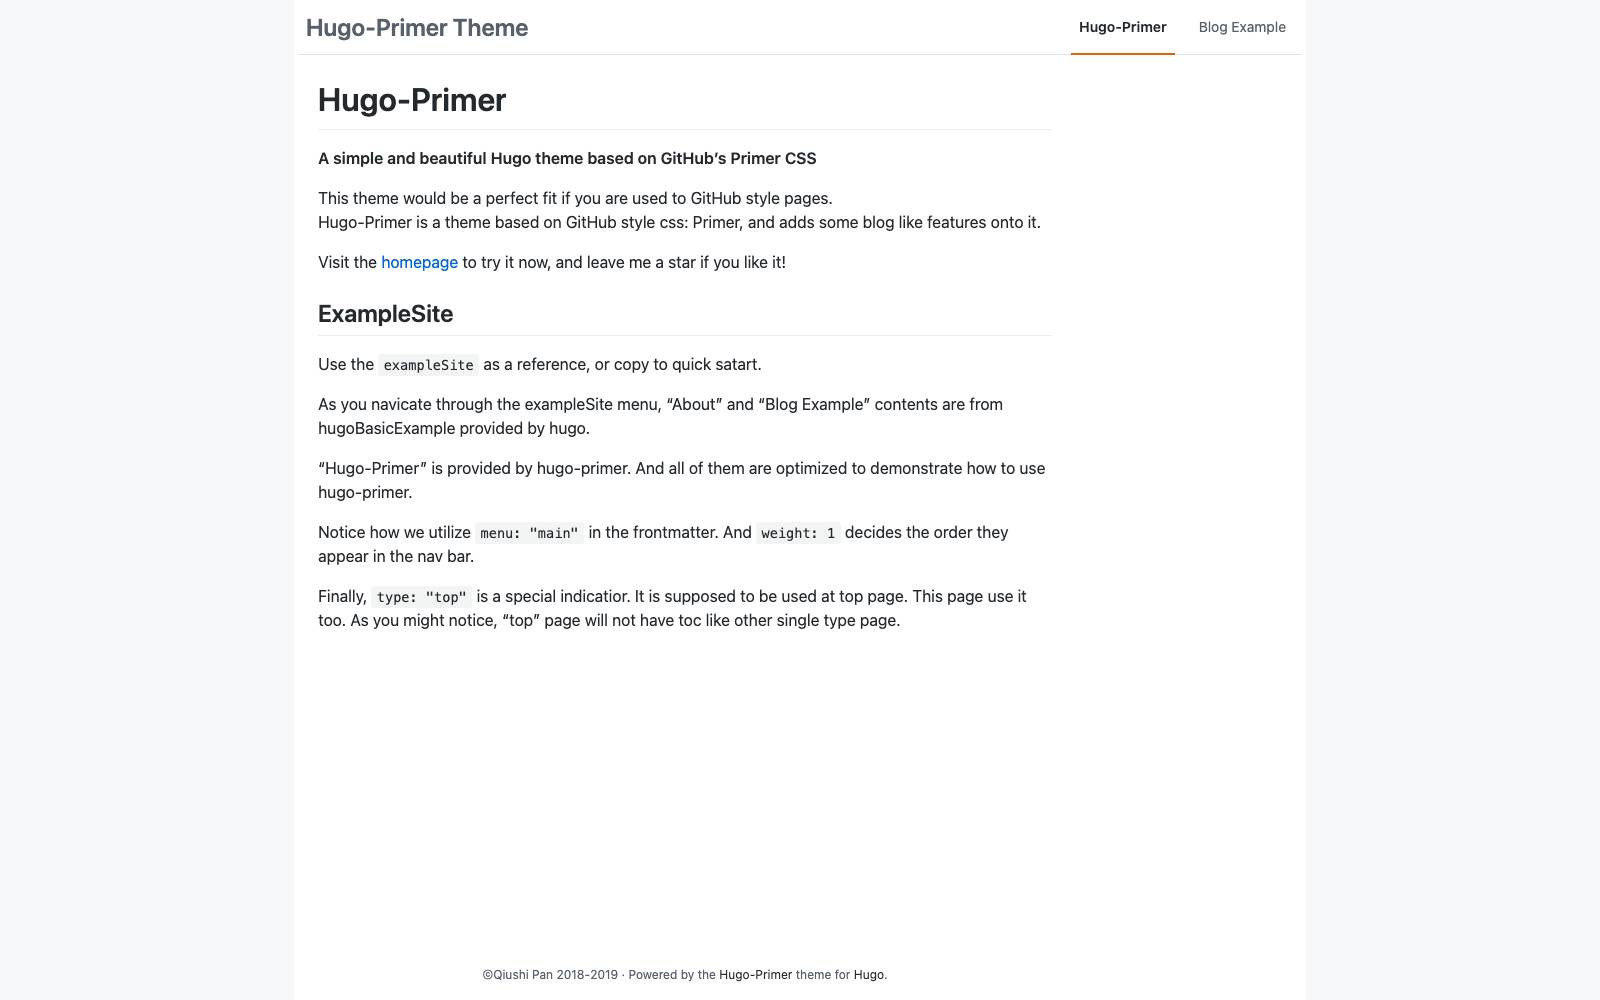 Hugo-Primer Theme
Hugo-Primer
Blog Example
Hugo-Primer
A simple and beautiful Hugo theme based on GitHub’s Primer CSS
This theme would be a perfect fit if you are used to GitHub style pages.
Hugo-Primer is a theme based on GitHub style css: Primer, and adds some blog like features onto it.
Visit the homepage to try it now, and leave me a star if you like it!
ExampleSite
Use the exampleSite as a reference, or copy to quick satart.
As you navicate through the exampleSite menu, “About” and “Blog Example” contents are from
hugoBasicExample provided by hugo.
“Hugo-Primer” is provided by hugo-primer. And all of them are optimized to demonstrate how to use
hugo-primer.
Notice how we utilize menu: "main" in the frontmatter. And weight: 1 decides the order they
appear in the nav bar.
Finally, type: "top" is a special indicatior. It is supposed to be used at top page. This page use it
too. As you might notice, “top” page will not have toc like other single type page.
©Qiushi Pan 2018-2019 · Powered by the Hugo-Primer theme for Hugo.